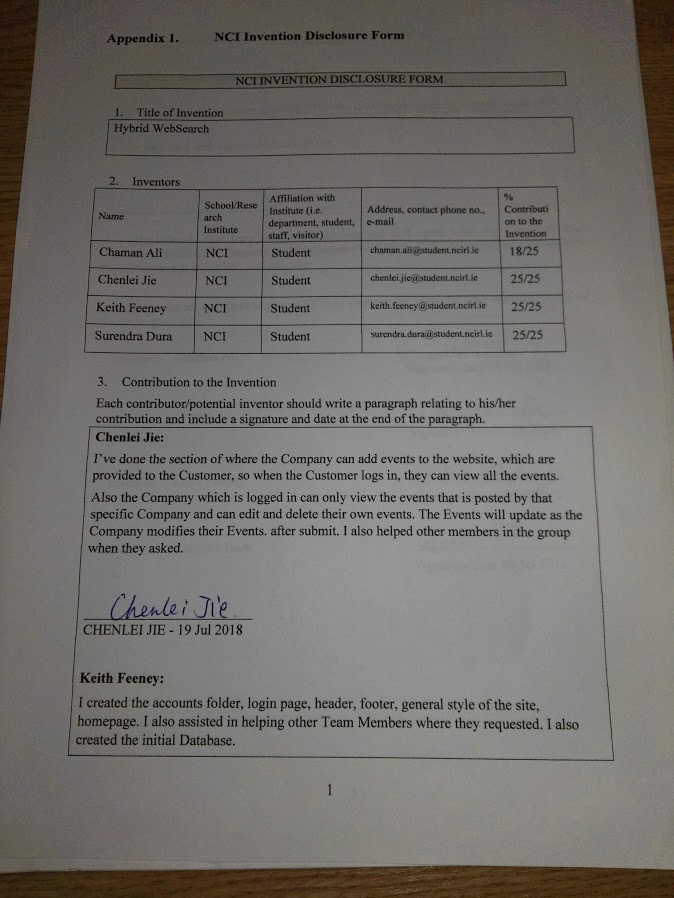 Appendix 1. NCI Invention Disclosure Form
NCI INVENTION DISCLOSURE FORM
1. Title of Invention
Hybrid WebSearch
2. Inventors
Name
School/Rese
arch
Institute
Affiliation with
Institute (i.e.
department, student,
staff, visitor)
Address, contact phone no.,
e-mail
%
Contributi
on to the
Invention
Chaman Ali NCI Student chaman.ali@student.ncirl.ie 18/25
Chenlei Jie NCI Student chenlei.jie@student.ncirl.ie 25/25
Keith Feeney NCI Student keith.feeney@student.ncirl.ie 25/25
Surendra Dura NCI Student surendra.dura@student.ncirl.ie 25/25
3. Contribution to the Invention
Each contributor/potential inventor should write a paragraph relating to his/her
contribution and include a signature and date at the end of the paragraph.
Chenlei Jie:
I've done the section of where the Company can add events to the website, which are
provided to the Customer, so when the Customer logs in, they can view all the events.
Also the Company which is logged in can only view the events that is posted by that
specific Company and can edit and delete their own events. The Events will update as the
Company modifies their Events. after submit. I also helped other members in the group
when they asked.
Chenlei Jie
CHENLEI JIE - 19 Jul 2018
Keith Feeney:
I created the accounts folder, login page, header, footer, general style of the site,
homepage. I also assisted in helping other Team Members where they requested. I also
created the initial Database.
1